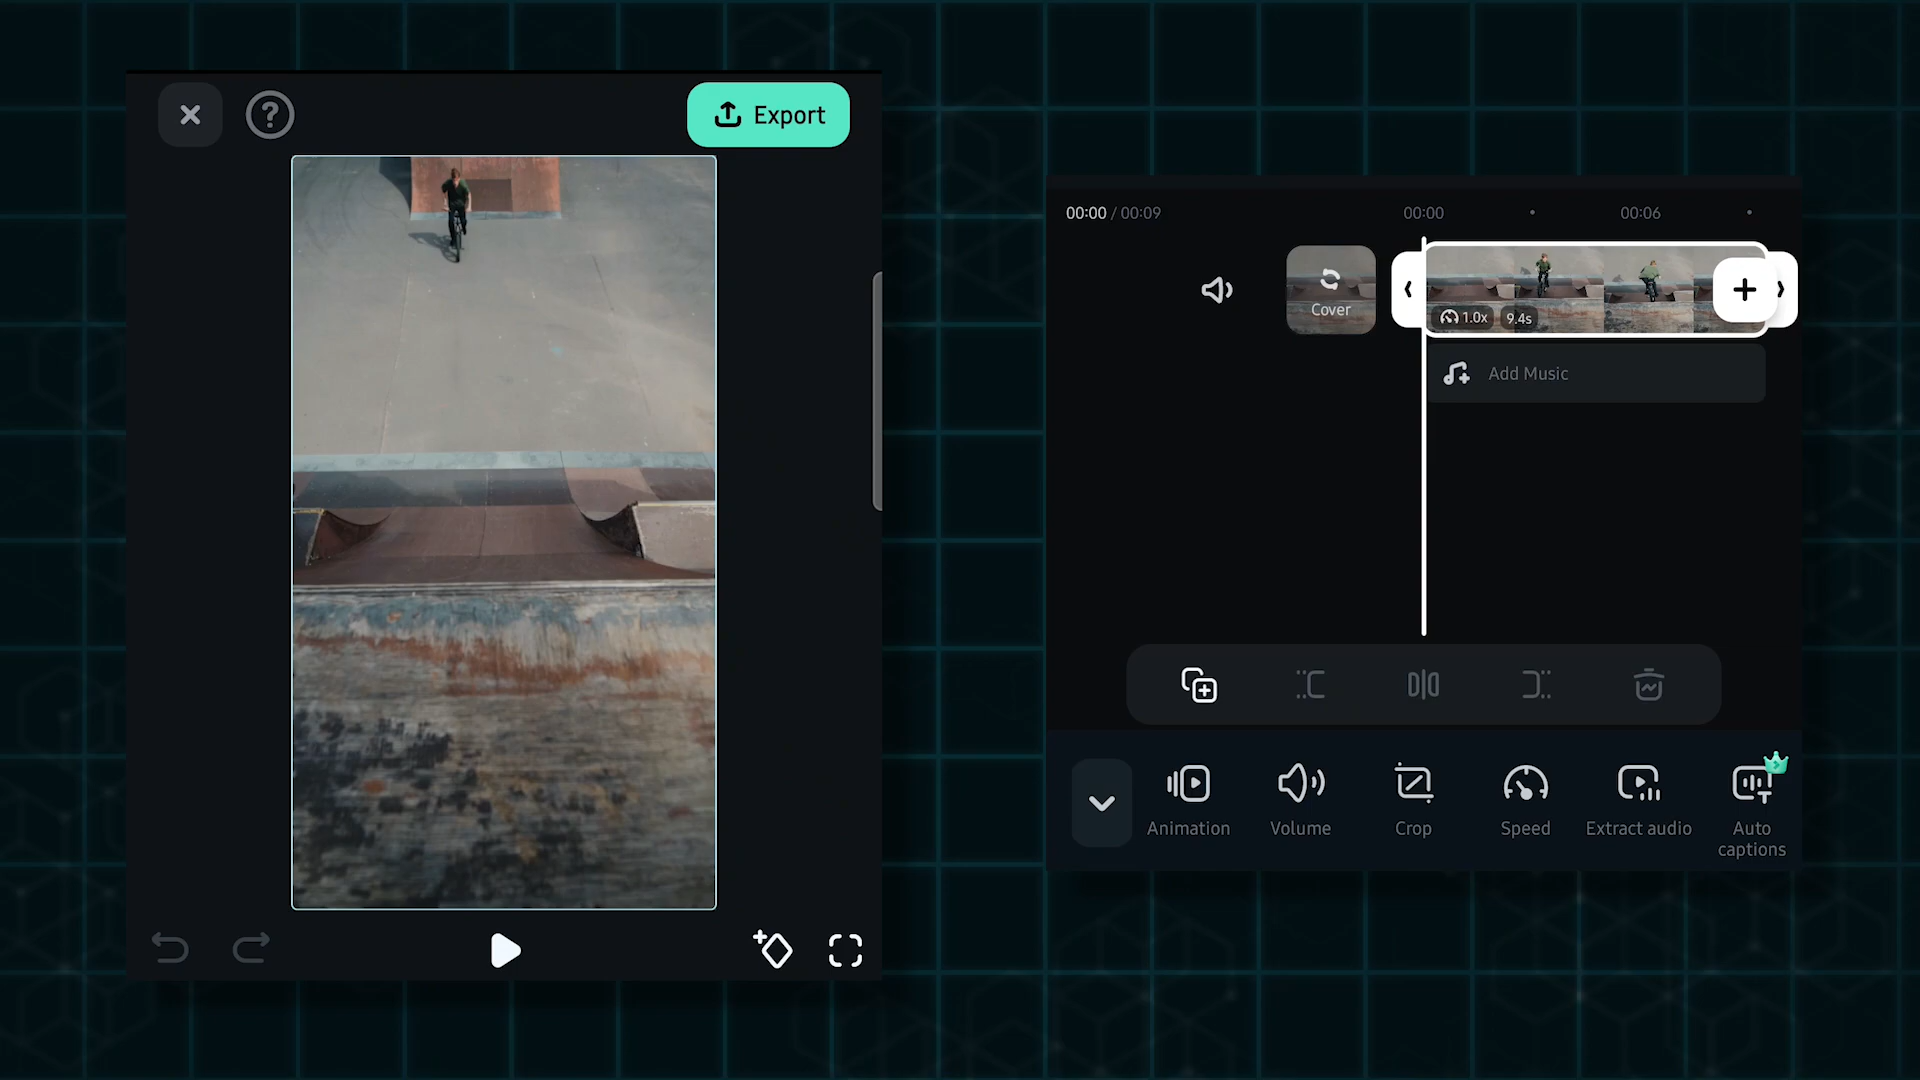 Export
00:00 / 00:09
00:00
00:06
Cover
1.0x
9.4s
Add Music
Animation
Volume
Crop
Speed
Extract audio
Auto
captions